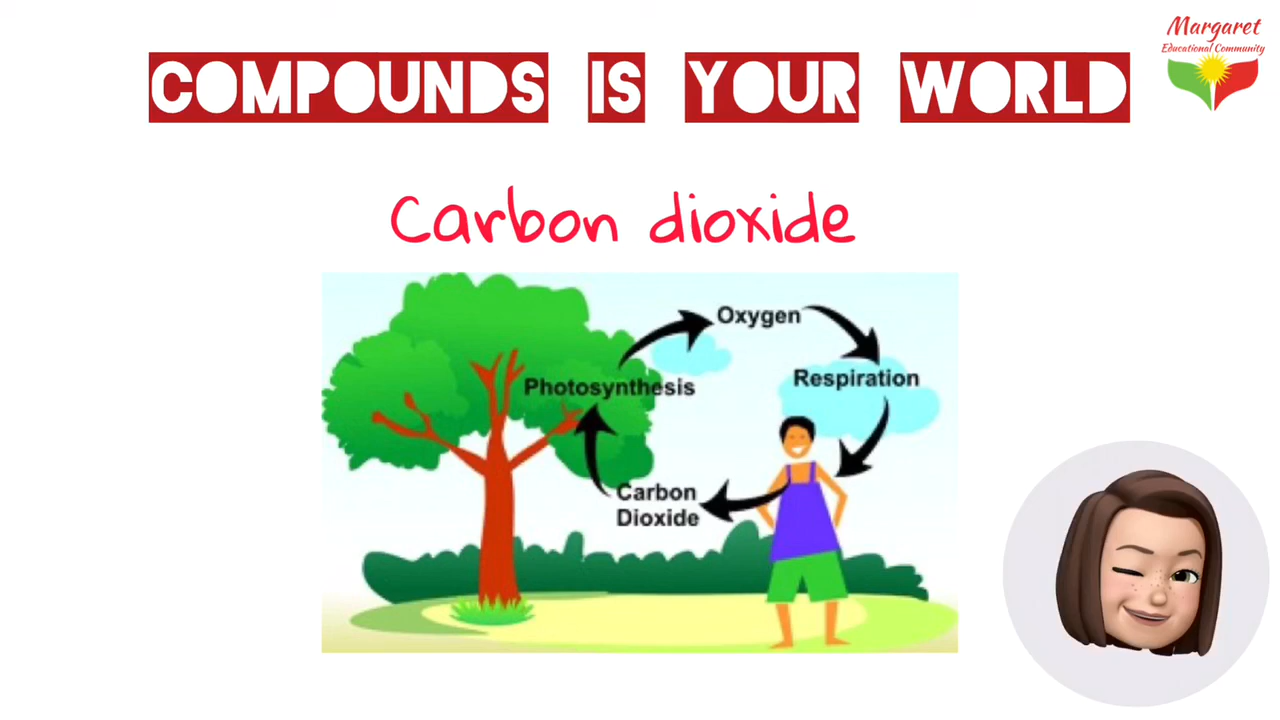 COMPOUNDS IS YOUR WORLD
Margaret
Educational Community
Carbon dioxide
Oxygen
Respiration
Photosynthesis
Carbon
Dioxide